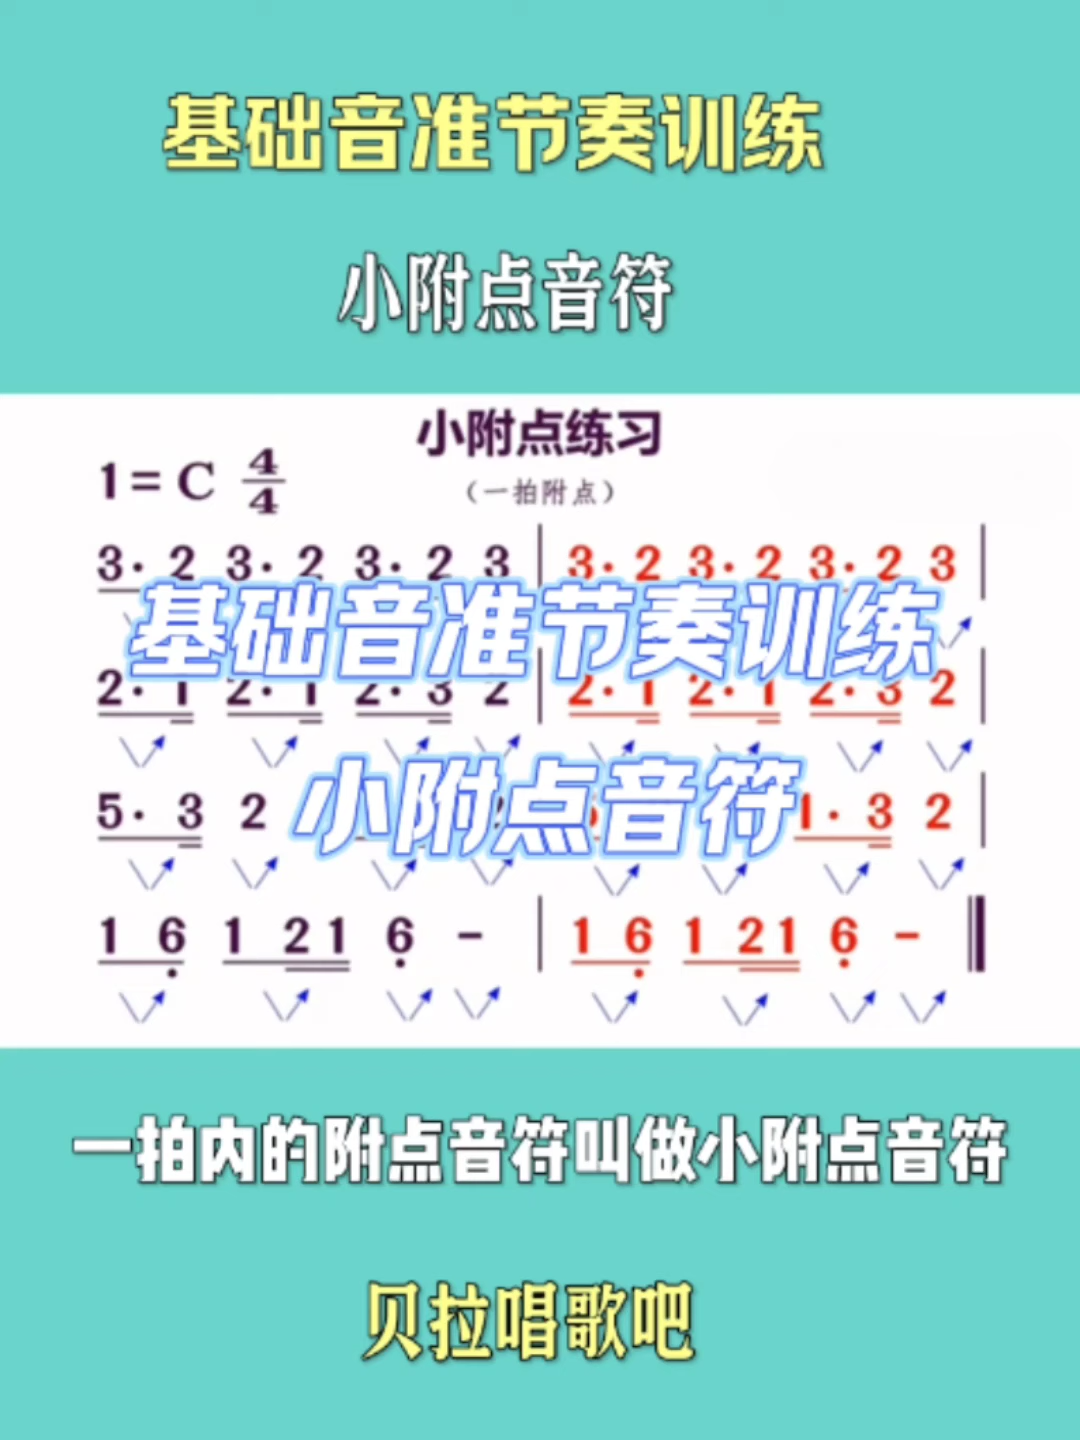 基础音准节奏训练
小附点音符
小附点练习
1=C 4/4
(一拍附点)
3· 2 3· 2 3· 2 3 | 3· 2 3· 2 3· 2 3 |
基础音准节奏训练
2· 1 2· 1 2· 3 2 | 2· 1 2· 1 2· 3 2 |
小附点音符
5· 3 2 1· 3 2 |
1 6 1 2 1 6 - | 1 6 1 2 1 6 -
一拍内的附点音符叫做小附点音符
贝拉唱歌吧